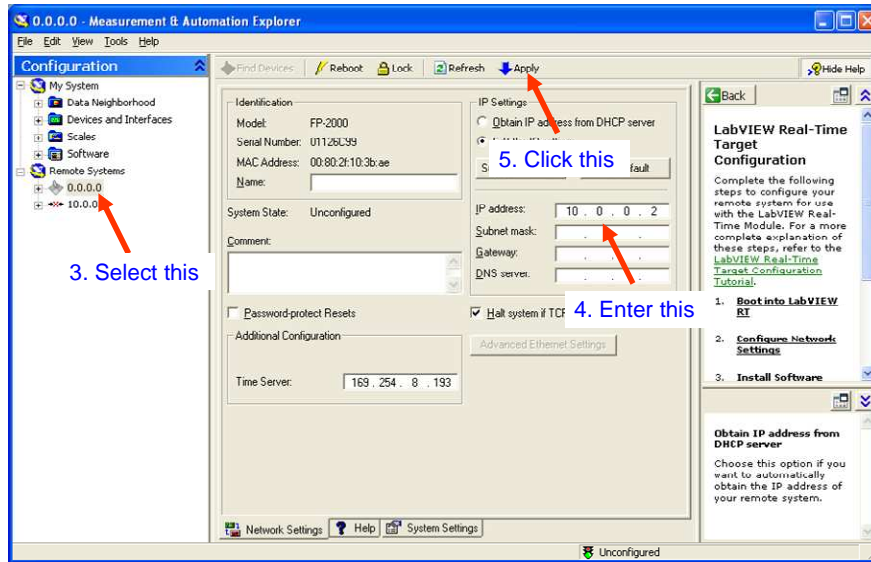 0.0.0.0 - Measurement & Automation Explorer
File Edit View Tools Help
Configuration
Find Devices Reboot Lock Refresh Apply
Hide Help
My System
Data Neighborhood
Devices and Interfaces
Scales
Software
Remote Systems
0.0.0.0
10.0.0
3. Select this
Identification
Model: FP-2000
Serial Number: 01126C99
MAC Address: 00:80:2f:10:3b:ae
Name:
System State: Unconfigured
Comment:
Password-protect Resets
Additional Configuration
Time Server: 169 . 254 . 8 . 193
IP Settings
Obtain IP address from DHCP server
5. Click this
IP address: 10 . 0 . 0 . 2
Subnet mask:
Gateway:
DNS server:
4. Enter this
Halt system if TCP
Advanced Ethernet Settings
Network Settings Help System Settings
Back
LabVIEW Real-Time
Target
Configuration
Complete the following
steps to configure your
remote system for use
with the LabVIEW Real-
Time Module. For a more
complete explanation of
these steps, refer to the
LabVIEW Real-Time
Target Configuration
Tutorial.
1. Boot into LabVIEW
RT
2. Configure Network
Settings
3. Install Software
Obtain IP address from
DHCP server
Choose this option if you
want to automatically
obtain the IP address of
your remote system.
Unconfigured